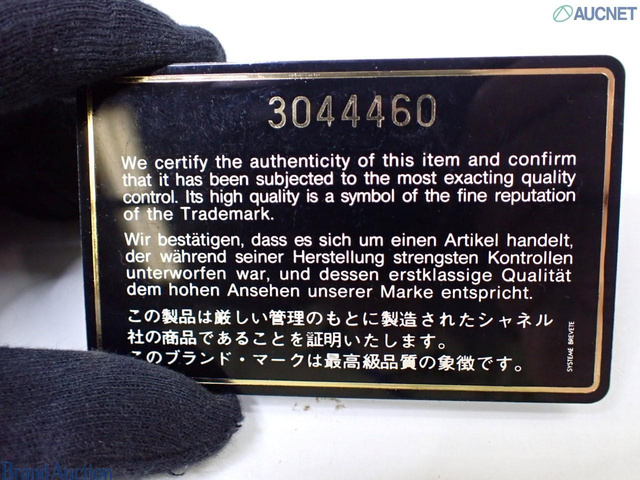 AUCNET
3044460
We certify the authenticity of this item and confirm
that it has been subjected to the most exacting quality
control. Its high quality is a symbol of the fine reputation
of the Trademark.
Wir bestätigen, dass es sich um einen Artikel handelt,
der während seiner Herstellung strengsten Kontrollen
unterworfen war, und dessen erstklassige Qualität
dem hohen Ansehen unserer Marke entspricht.
この製品は厳しい管理のもとに製造されたシャネル
社の商品であることを証明いたします。
このブランド・マークは最高級品質の象徴です。
SYSTEME BREVETE
Brand Auction